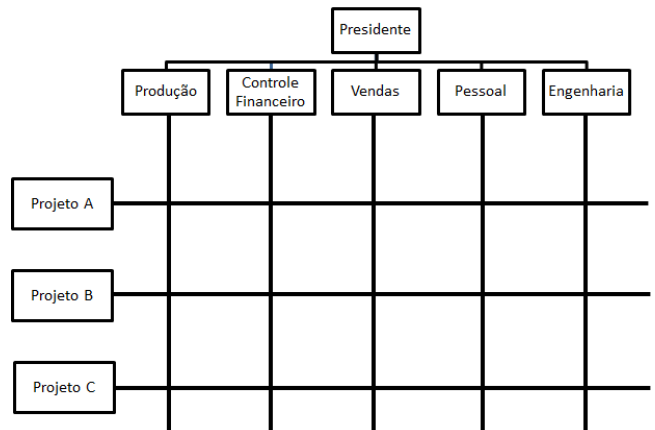 Presidente
Produção
Controle
Financeiro
Vendas
Pessoal
Engenharia
Projeto A
Projeto B
Projeto C